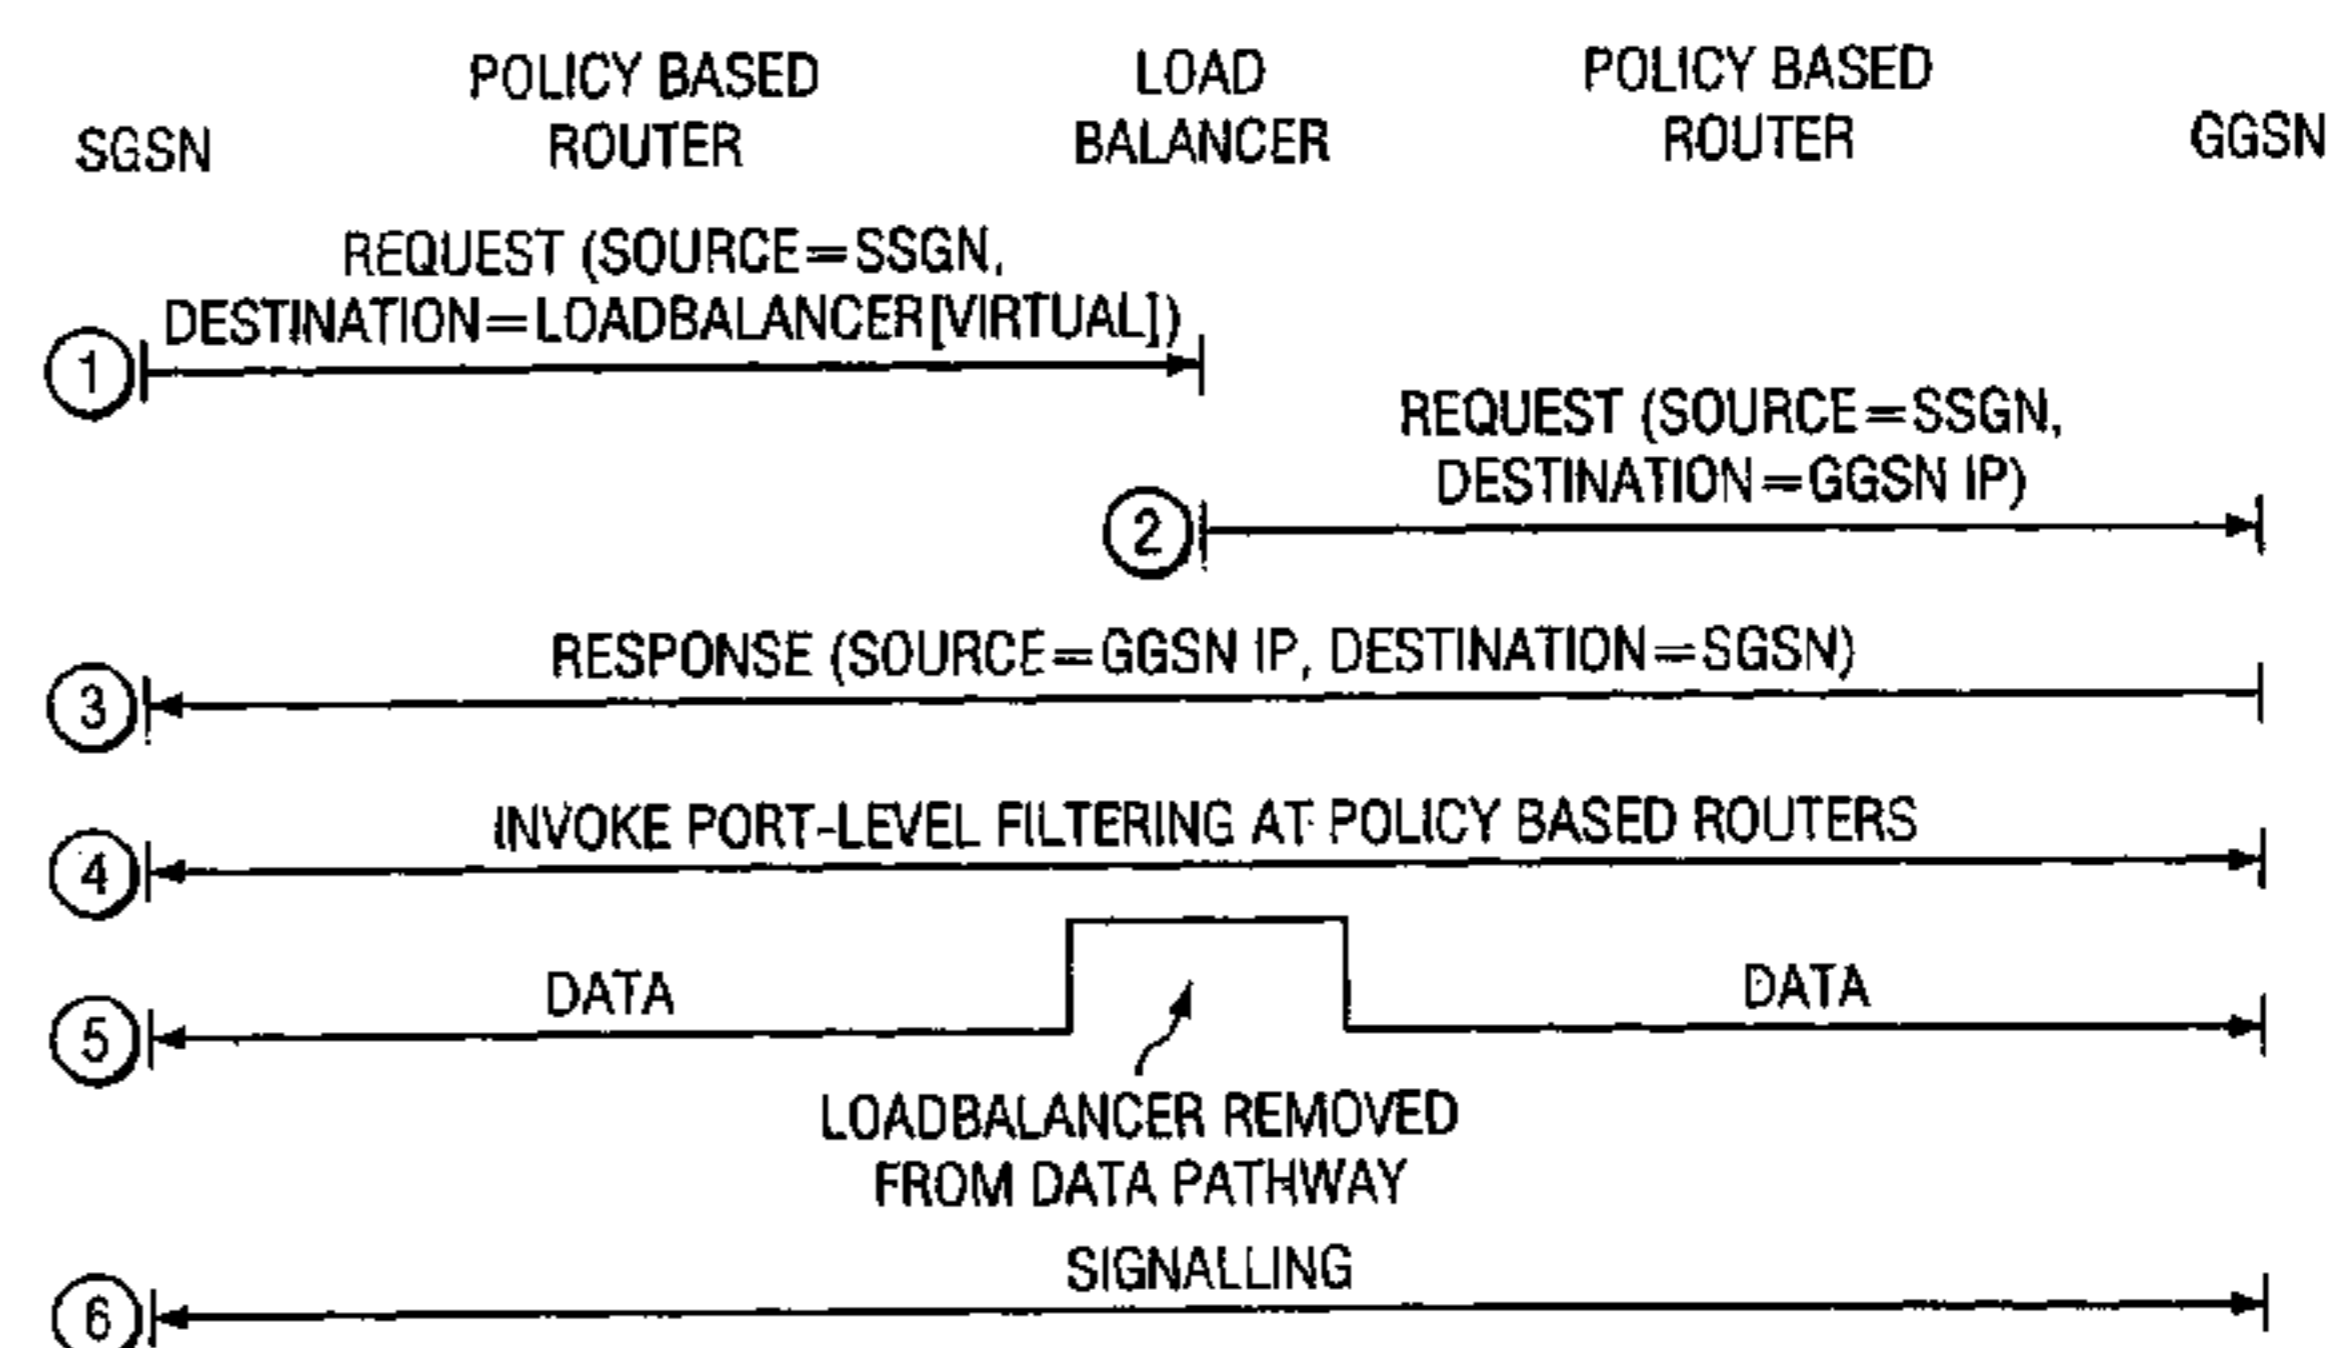 POLICY BASED
ROUTER
LOAD
BALANCER
POLICY BASED
ROUTER
SGSN
GGSN
REQUEST (SOURCE=SSGN,
DESTINATION=LOADBALANCER[VIRTUAL])
1
REQUEST (SOURCE=SSGN,
DESTINATION=GGSN IP)
2
RESPONSE (SOURCE=GGSN IP, DESTINATION=SGSN)
3
INVOKE PORT-LEVEL FILTERING AT POLICY BASED ROUTERS
4
DATA
DATA
5
LOADBALANCER REMOVED
FROM DATA PATHWAY
SIGNALLING
6